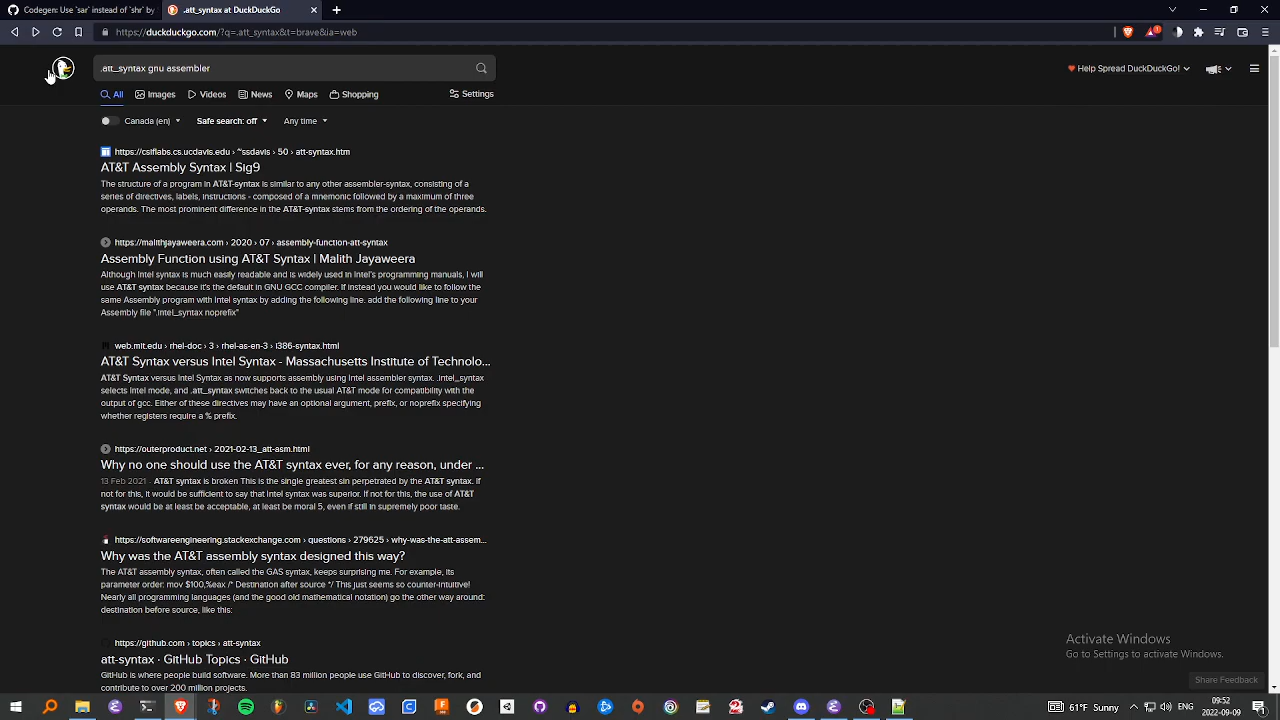 Codegen: Use 'sar' instead of 'shr' by
.att_syntax at DuckDuckGo
https://duckduckgo.com/?q=.att_syntax&t=brave&ia=web
.att_syntax gnu assembler
Help Spread DuckDuckGo!
All Images Videos News Maps Shopping Settings
Canada (en) Safe search: off Any time
https://csiflabs.cs.ucdavis.edu › ~ssdavis › 50 › att-syntax.htm
AT&T Assembly Syntax | Sig9
The structure of a program in AT&T-syntax is similar to any other assembler-syntax, consisting of a
series of directives, labels, instructions - composed of a mnemonic followed by a maximum of three
operands. The most prominent difference in the AT&T-syntax stems from the ordering of the operands.
https://malithjayaweera.com › 2020 › 07 › assembly-function-att-syntax
Assembly Function using AT&T Syntax | Malith Jayaweera
Although Intel syntax is much easily readable and is widely used in Intel's programming manuals, I will
use AT&T syntax because it's the default in GNU GCC compiler. If instead you would like to follow the
same Assembly program with Intel syntax by adding the following line. add the following line to your
Assembly file ".intel_syntax noprefix"
web.mit.edu › rhel-doc › 3 › rhel-as-en-3 › i386-syntax.html
AT&T Syntax versus Intel Syntax - Massachusetts Institute of Technolo...
AT&T Syntax versus Intel Syntax as now supports assembly using Intel assembler syntax. .intel_syntax
selects Intel mode, and .att_syntax switches back to the usual AT&T mode for compatibility with the
output of gcc. Either of these directives may have an optional argument, prefix, or noprefix specifying
whether registers require a % prefix.
https://outerproduct.net › 2021-02-13_att-asm.html
Why no one should use the AT&T syntax ever, for any reason, under ...
13 Feb 2021 - AT&T syntax is broken This is the single greatest sin perpetrated by the AT&T syntax. If
not for this, it would be sufficient to say that Intel syntax was superior. If not for this, the use of AT&T
syntax would be at least be acceptable, at least be moral 5, even if still in supremely poor taste.
https://softwareengineering.stackexchange.com › questions › 279625 › why-was-the-att-assem...
Why was the AT&T assembly syntax designed this way?
The AT&T assembly syntax, often called the GAS syntax, keeps surprising me. For example, its
parameter order: mov $100,%eax /* Destination after source */ This just seems so counter-intuitive!
Nearly all programming languages (and the good old mathematical notation) go the other way around:
destination before source, like this:
https://github.com › topics › att-syntax
att-syntax · GitHub Topics · GitHub
GitHub is where people build software. More than 83 million people use GitHub to discover, fork, and
contribute to over 200 million projects.
Activate Windows
Go to Settings to activate Windows.
Share Feedback
61°F Sunny
09:52
2022-09-09